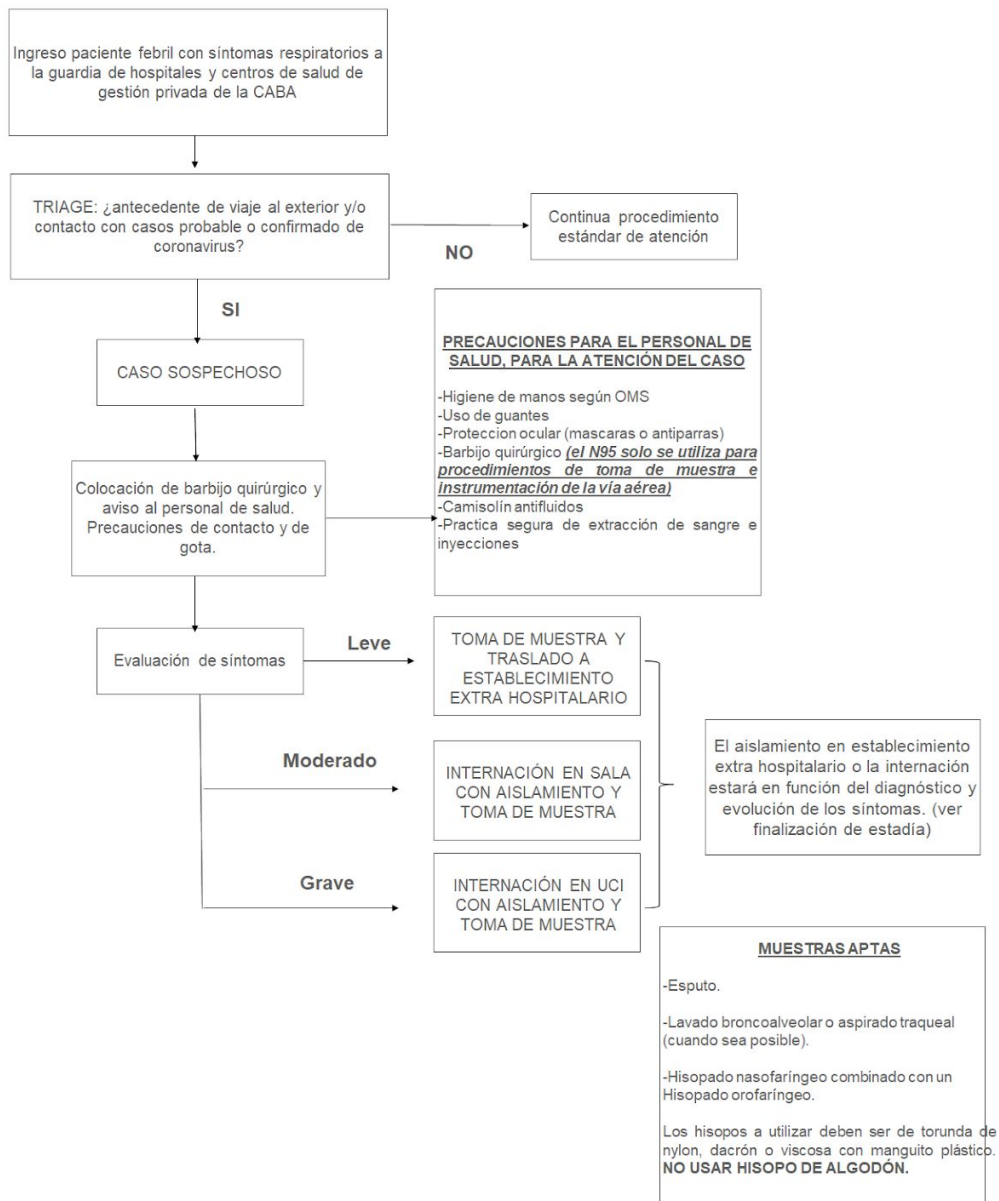 Ingreso paciente febril con síntomas respiratorios a
la guardia de hospitales y centros de salud de
gestión privada de la CABA
TRIAGE: ¿antecedente de viaje al exterior y/o
contacto con casos probable o confirmado de
coronavirus?
NO
Continua procedimiento
estándar de atención
SI
CASO SOSPECHOSO
Colocación de barbijo quirúrgico y
aviso al personal de salud.
Precauciones de contacto y de
gota.
PRECAUCIONES PARA EL PERSONAL DE
SALUD, PARA LA ATENCIÓN DEL CASO
-Higiene de manos según OMS
-Uso de guantes
-Proteccion ocular (mascaras o antiparras)
-Barbijo quirúrgico (el N95 solo se utiliza para
procedimientos de toma de muestra e
instrumentación de la vía aérea)
-Camisolín antifluidos
-Practica segura de extracción de sangre e
inyecciones
Evaluación de síntomas
Leve
TOMA DE MUESTRA Y
TRASLADO A
ESTABLECIMIENTO
EXTRA HOSPITALARIO
Moderado
INTERNACIÓN EN SALA
CON AISLAMIENTO Y
TOMA DE MUESTRA
Grave
INTERNACIÓN EN UCI
CON AISLAMIENTO Y
TOMA DE MUESTRA
El aislamiento en establecimiento
extra hospitalario o la internación
estará en función del diagnóstico y
evolución de los síntomas. (ver
finalización de estadía)
MUESTRAS APTAS
-Esputo.
-Lavado broncoalveolar o aspirado traqueal
(cuando sea posible).
-Hisopado nasofaríngeo combinado con un
Hisopado orofaríngeo.
Los hisopos a utilizar deben ser de torunda de
nylon, dacrón o viscosa con manguito plástico.
NO USAR HISOPO DE ALGODÓN.